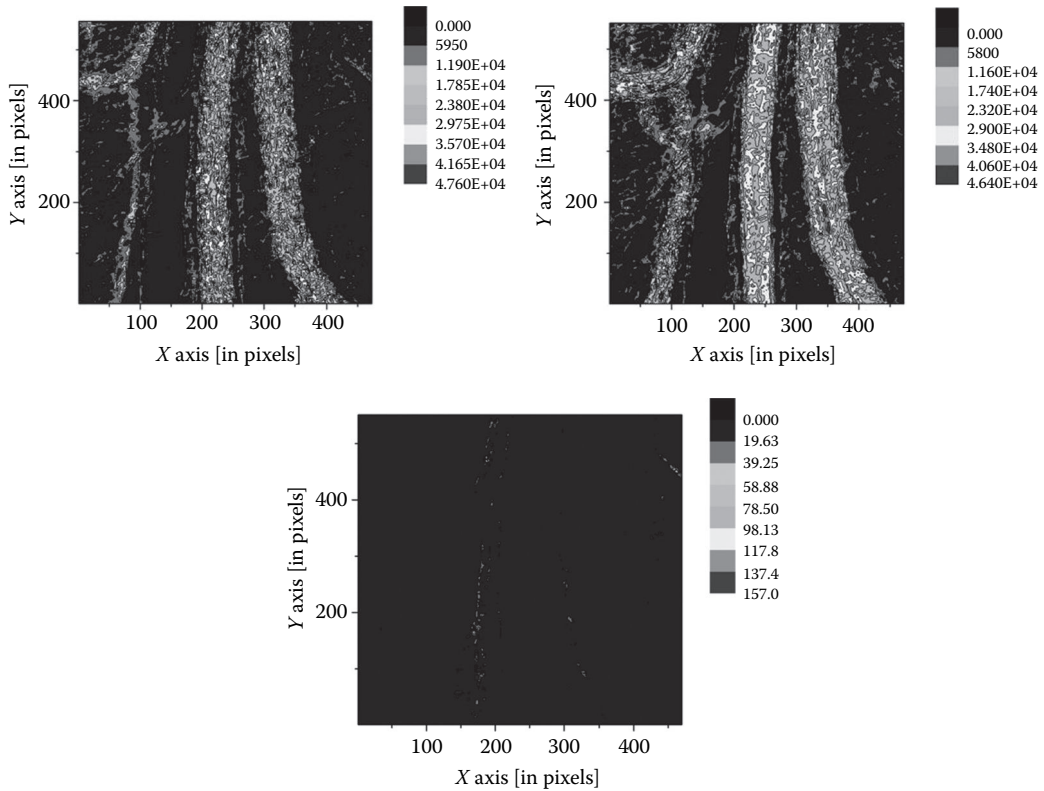 400
200
Y axis [in pixels]
100 200 300 400
X axis [in pixels]
0.000
5950
1.190E+04
1.785E+04
2.380E+04
2.975E+04
3.570E+04
4.165E+04
4.760E+04
400
200
Y axis [in pixels]
100 200 300 400
X axis [in pixels]
0.000
5800
1.160E+04
1.740E+04
2.320E+04
2.900E+04
3.480E+04
4.060E+04
4.640E+04
400
200
Y axis [in pixels]
100 200 300 400
X axis [in pixels]
0.000
19.63
39.25
58.88
78.50
98.13
117.8
137.4
157.0